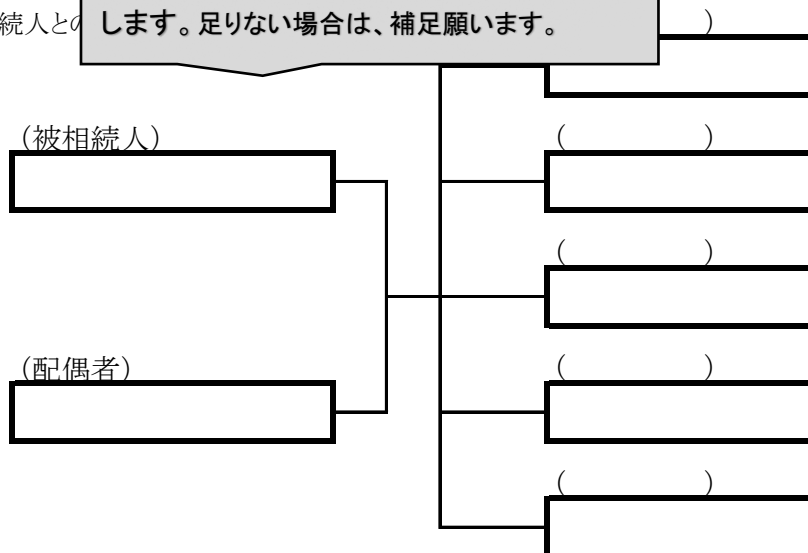 続人との
します。足りない場合は、補足願います。
）
（被相続人）
（　　　　　）
（　　　　　）
（配偶者）
（　　　　　）
（　　　　　）